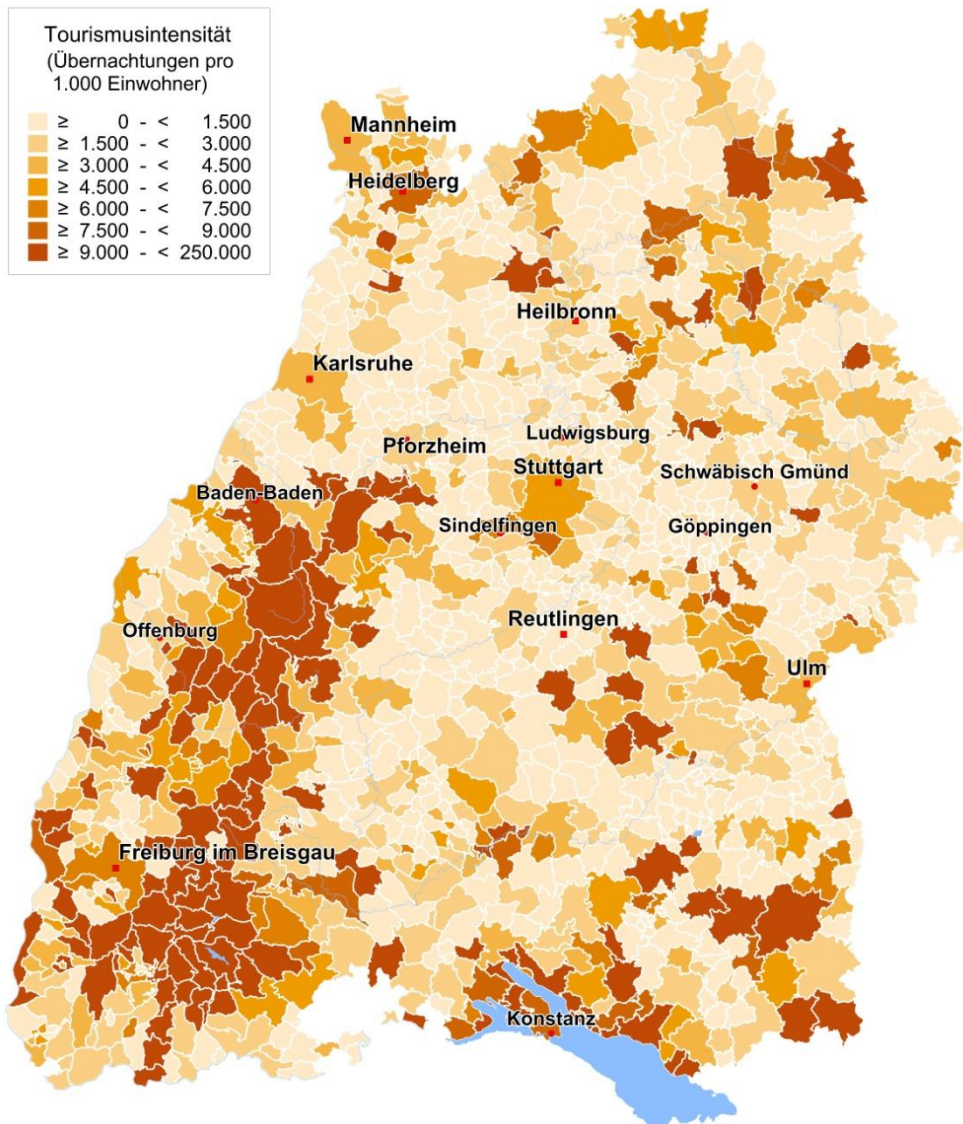 Tourismusintensität
(Übernachtungen pro
1.000 Einwohner)
≥ 0 - < 1.500
≥ 1.500 - < 3.000
≥ 3.000 - < 4.500
≥ 4.500 - < 6.000
≥ 6.000 - < 7.500
≥ 7.500 - < 9.000
≥ 9.000 - < 250.000
Mannheim
Heidelberg
Heilbronn
Karlsruhe
Pforzheim
Ludwigsburg
Stuttgart
Schwäbisch Gmünd
Baden-Baden
Sindelfingen
Göppingen
Reutlingen
Offenburg
Ulm
Freiburg im Breisgau
Konstanz